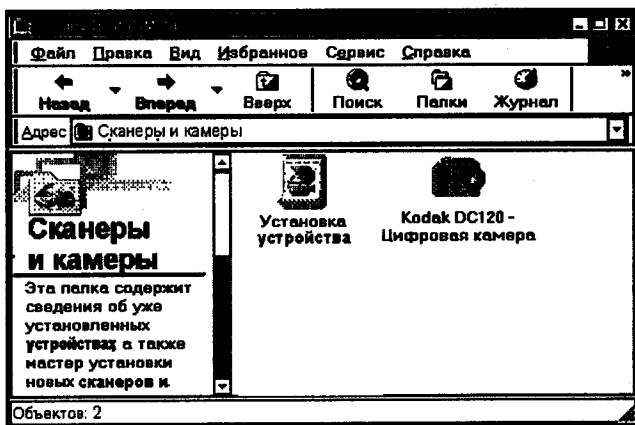 Файл Правка Вид Избранное Сервис Справка
Назад Вперед Вверх Поиск Папки Журнал »
Адрес Сканеры и камеры
Сканеры
и камеры
Эта папка содержит
сведения об уже
установленных
устройствах а также
мастер установки
новых сканеров и
Установка
устройства
Kodak DC120 -
Цифровая камера
Объектов: 2